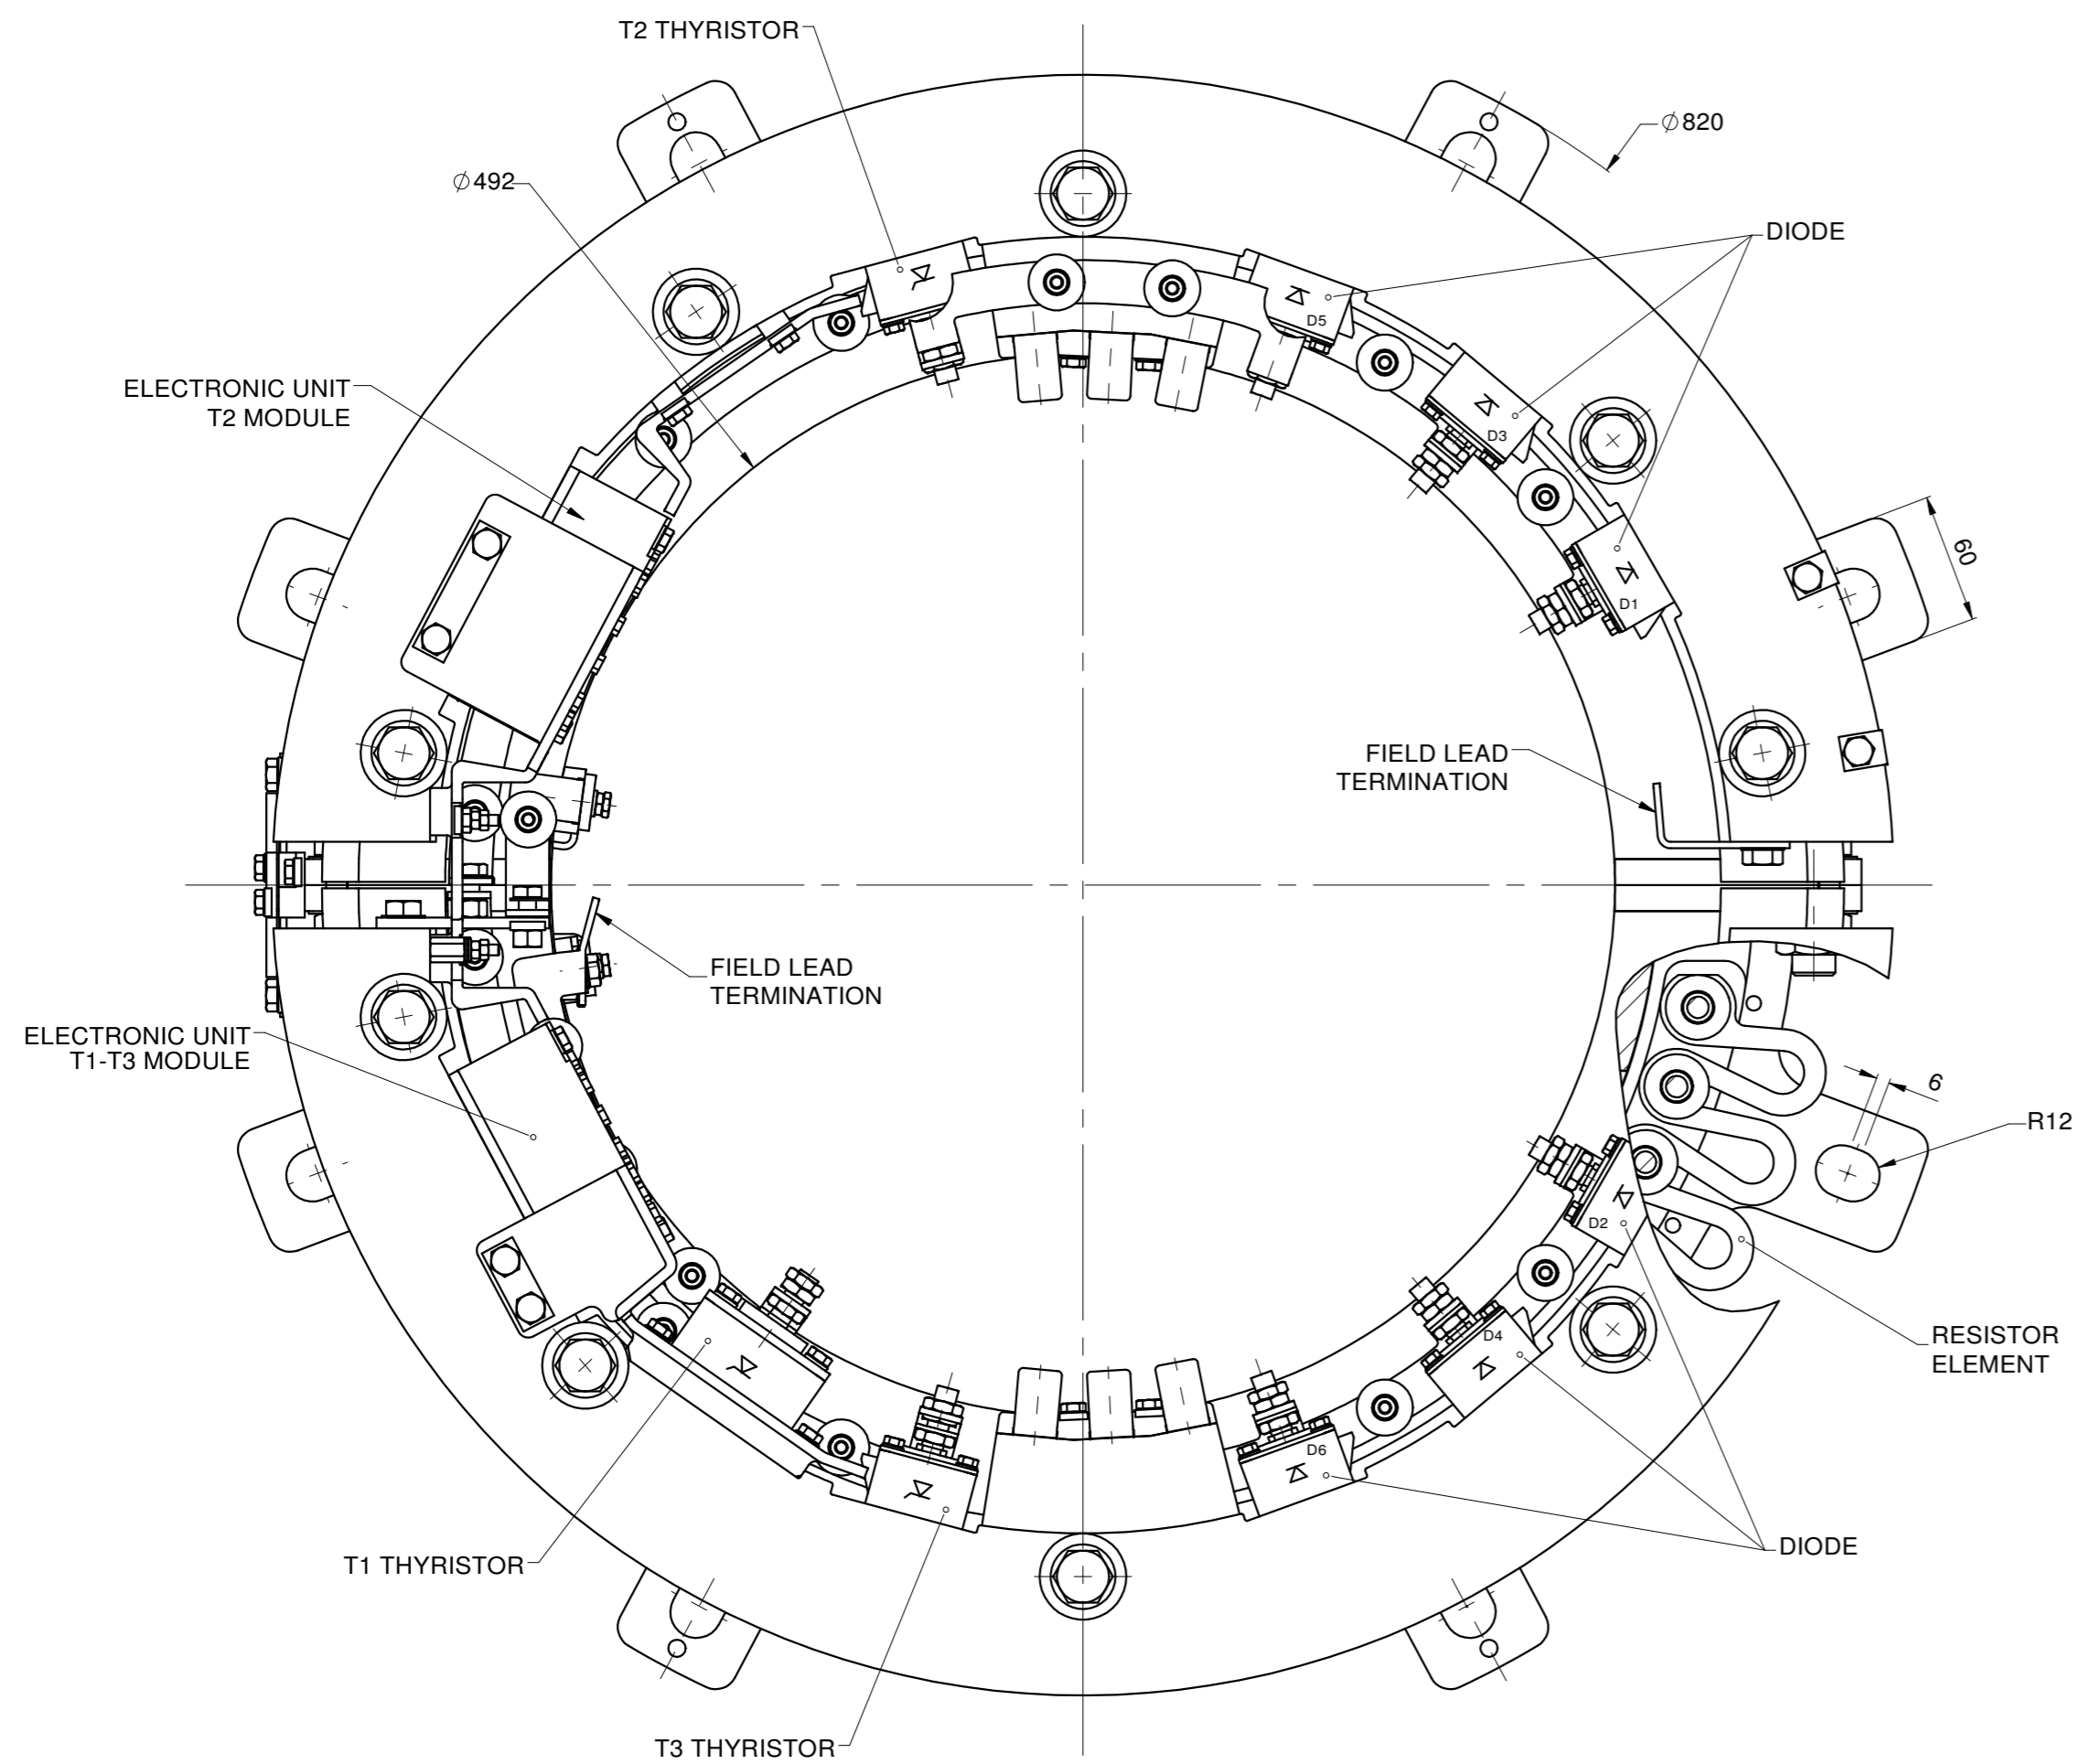 T2 THYRISTOR
∅820
∅492
DIODE
D5
ELECTRONIC UNIT
T2 MODULE
D3
60
D1
FIELD LEAD
TERMINATION
FIELD LEAD
TERMINATION
ELECTRONIC UNIT
T1-T3 MODULE
6
R12
D2
D4
RESISTOR
ELEMENT
D6
T1 THYRISTOR
DIODE
T3 THYRISTOR